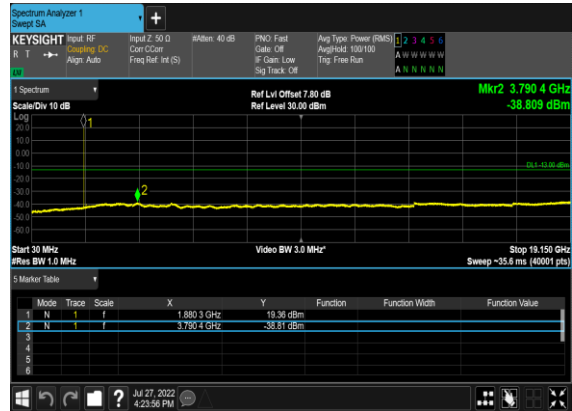 Spectrum Analyzer 1
Swept SA
+
KEYSIGHT Input: RF Input Z: 50 Ω #Atten: 40 dB PNO: Fast Avg Type: Power (RMS) 1 2 3 4 5 6
R T Coupling: DC Corr CCorr Gate: Off Avg|Hold: 100/100 A W W W W W
Align: Auto Freq Ref: Int (S) IF Gain: Low Trig: Free Run
Sig Track: Off A N N N N N
1 Spectrum Ref Lvl Offset 7.80 dB Mkr2 3.790 4 GHz
Scale/Div 10 dB Ref Level 30.00 dBm -38.809 dBm
Log
20.0
10.0
0.00
-10.0
-20.0
-30.0
-40.0
-50.0
-60.0
1
2
DL1 -13.00 dBm
Start 30 MHz Video BW 3.0 MHz* Stop 19.150 GHz
#Res BW 1.0 MHz Sweep ~35.6 ms (40001 pts)
5 Marker Table
Mode Trace Scale X Y Function Function Width Function Value
1 N 1 f 1.880 3 GHz 19.36 dBm
2 N 1 f 3.790 4 GHz -38.81 dBm
3
4
5
6
? Jul 27, 2022
4:23:56 PM